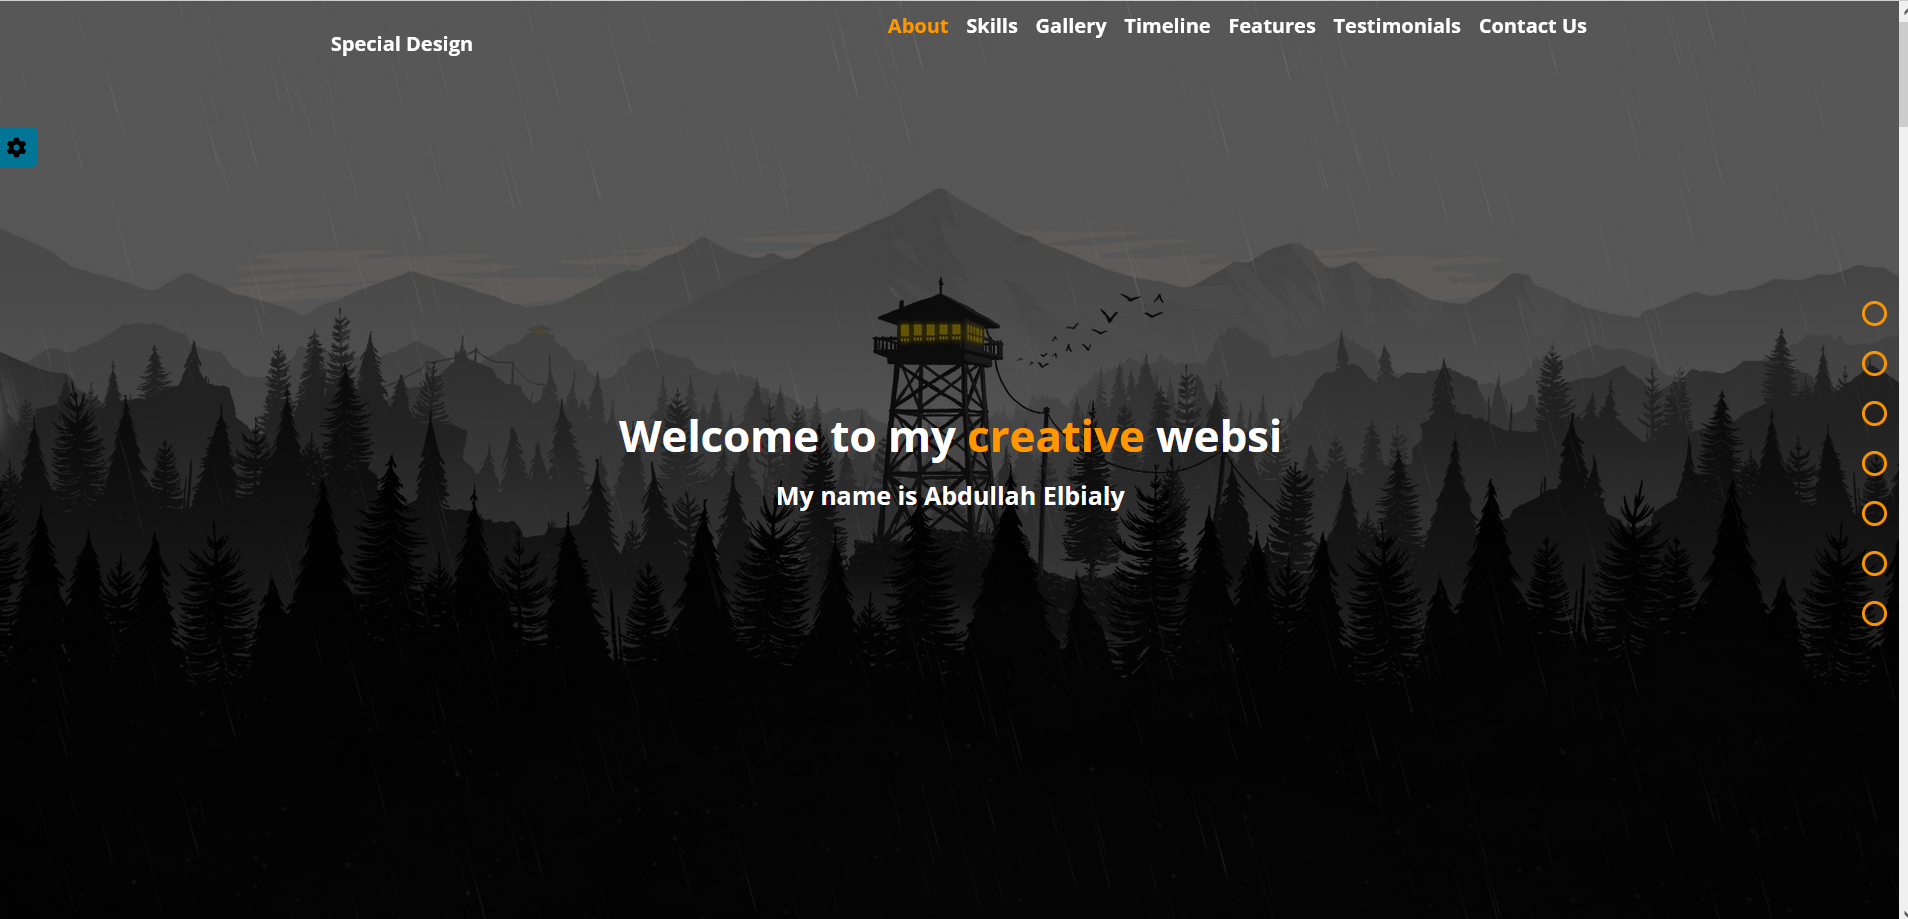 About Skills Gallery Timeline Features Testimonials Contact Us
Special Design
Welcome to my creative websi
My name is Abdullah Elbialy